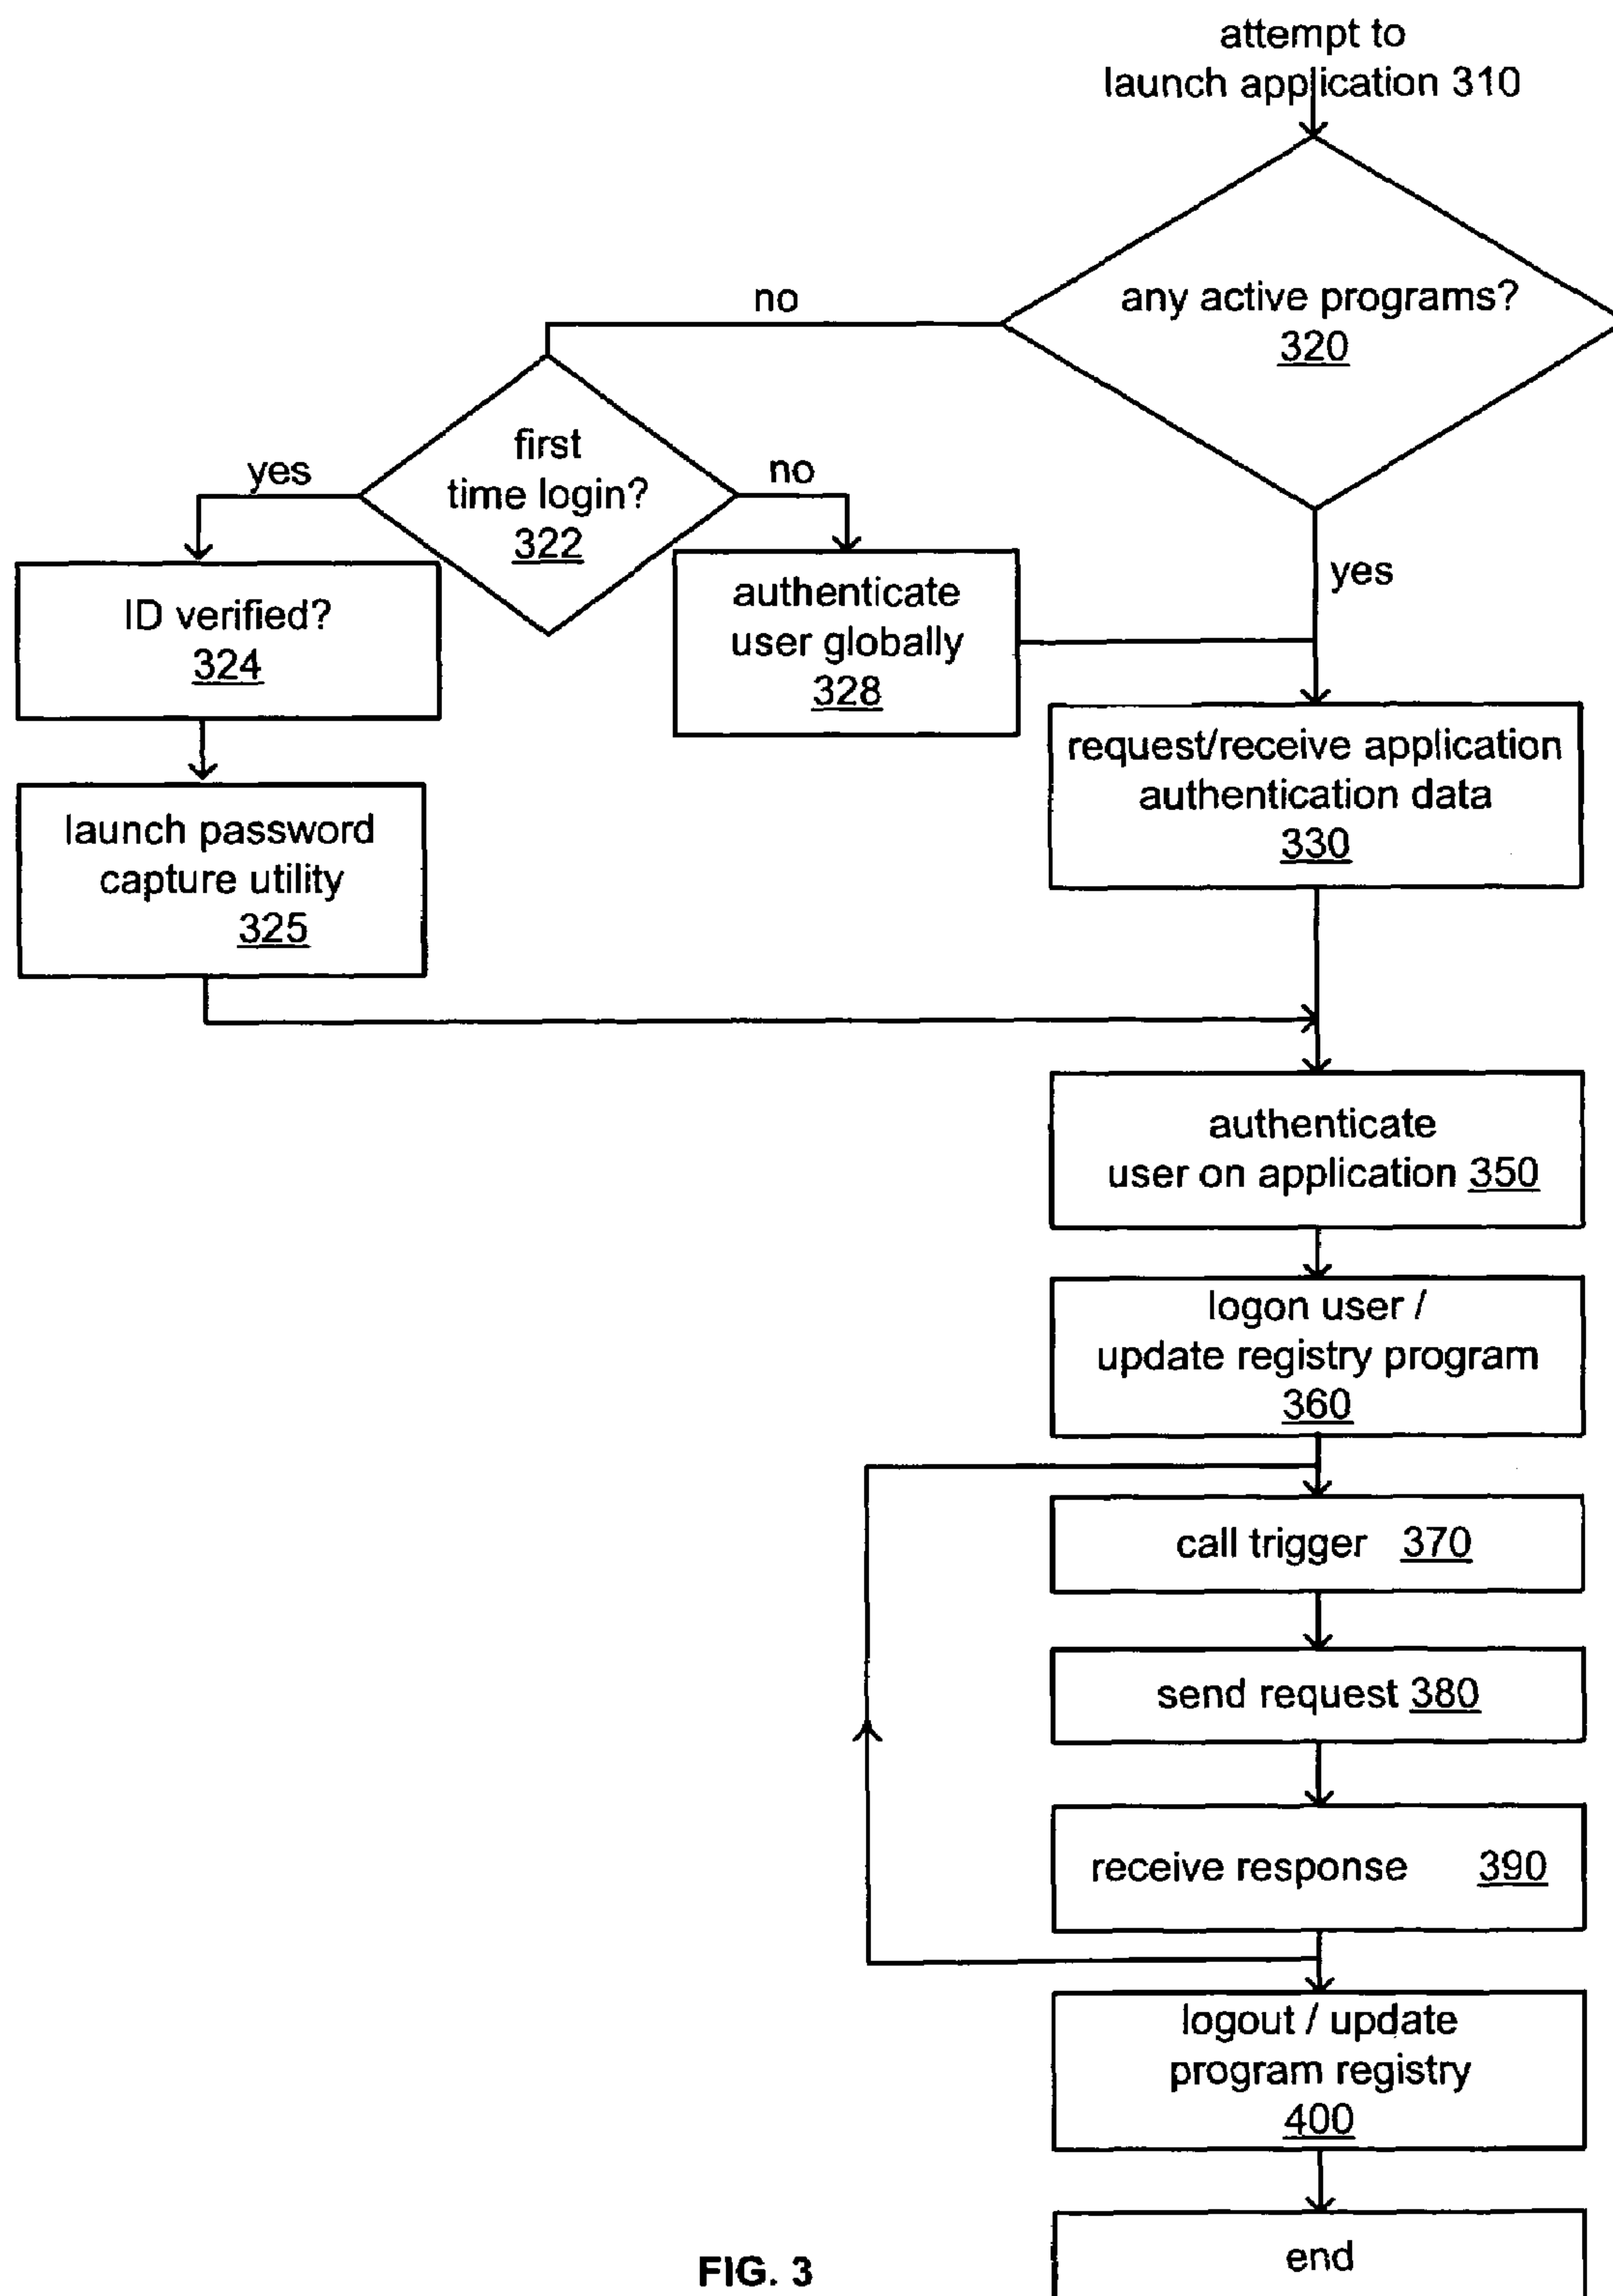 attempt to
launch application 310
any active programs?
320
no
first
time login?
322
yes
no
ID verified?
324
authenticate
user globally
328
yes
launch password
capture utility
325
request/receive application
authentication data
330
authenticate
user on application 350
logon user /
update registry program
360
call trigger 370
send request 380
receive response 390
logout / update
program registry
400
end
FIG. 3